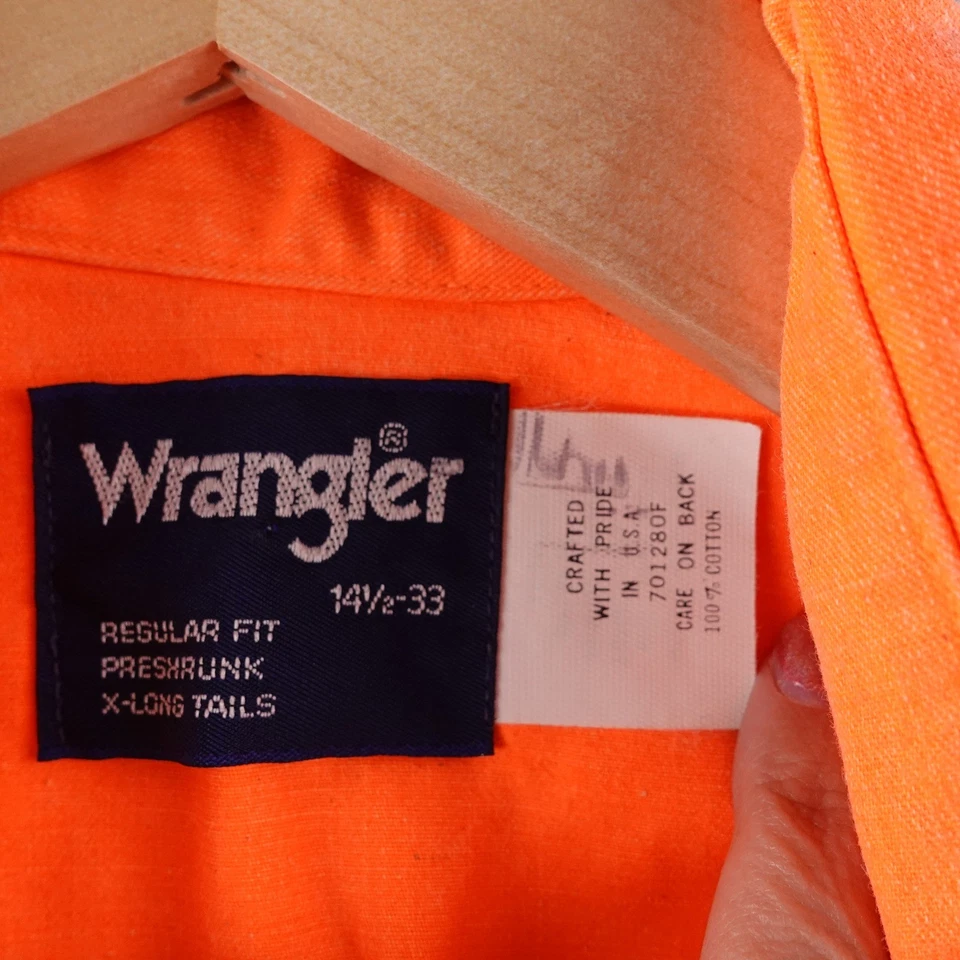 Wrangler®
14½-33
REGULAR FIT
PRESHRUNK
X-LONG TAILS
CRAFTED
WITH PRIDE
IN U.S.A.
701280F
CARE ON BACK
100% COTTON